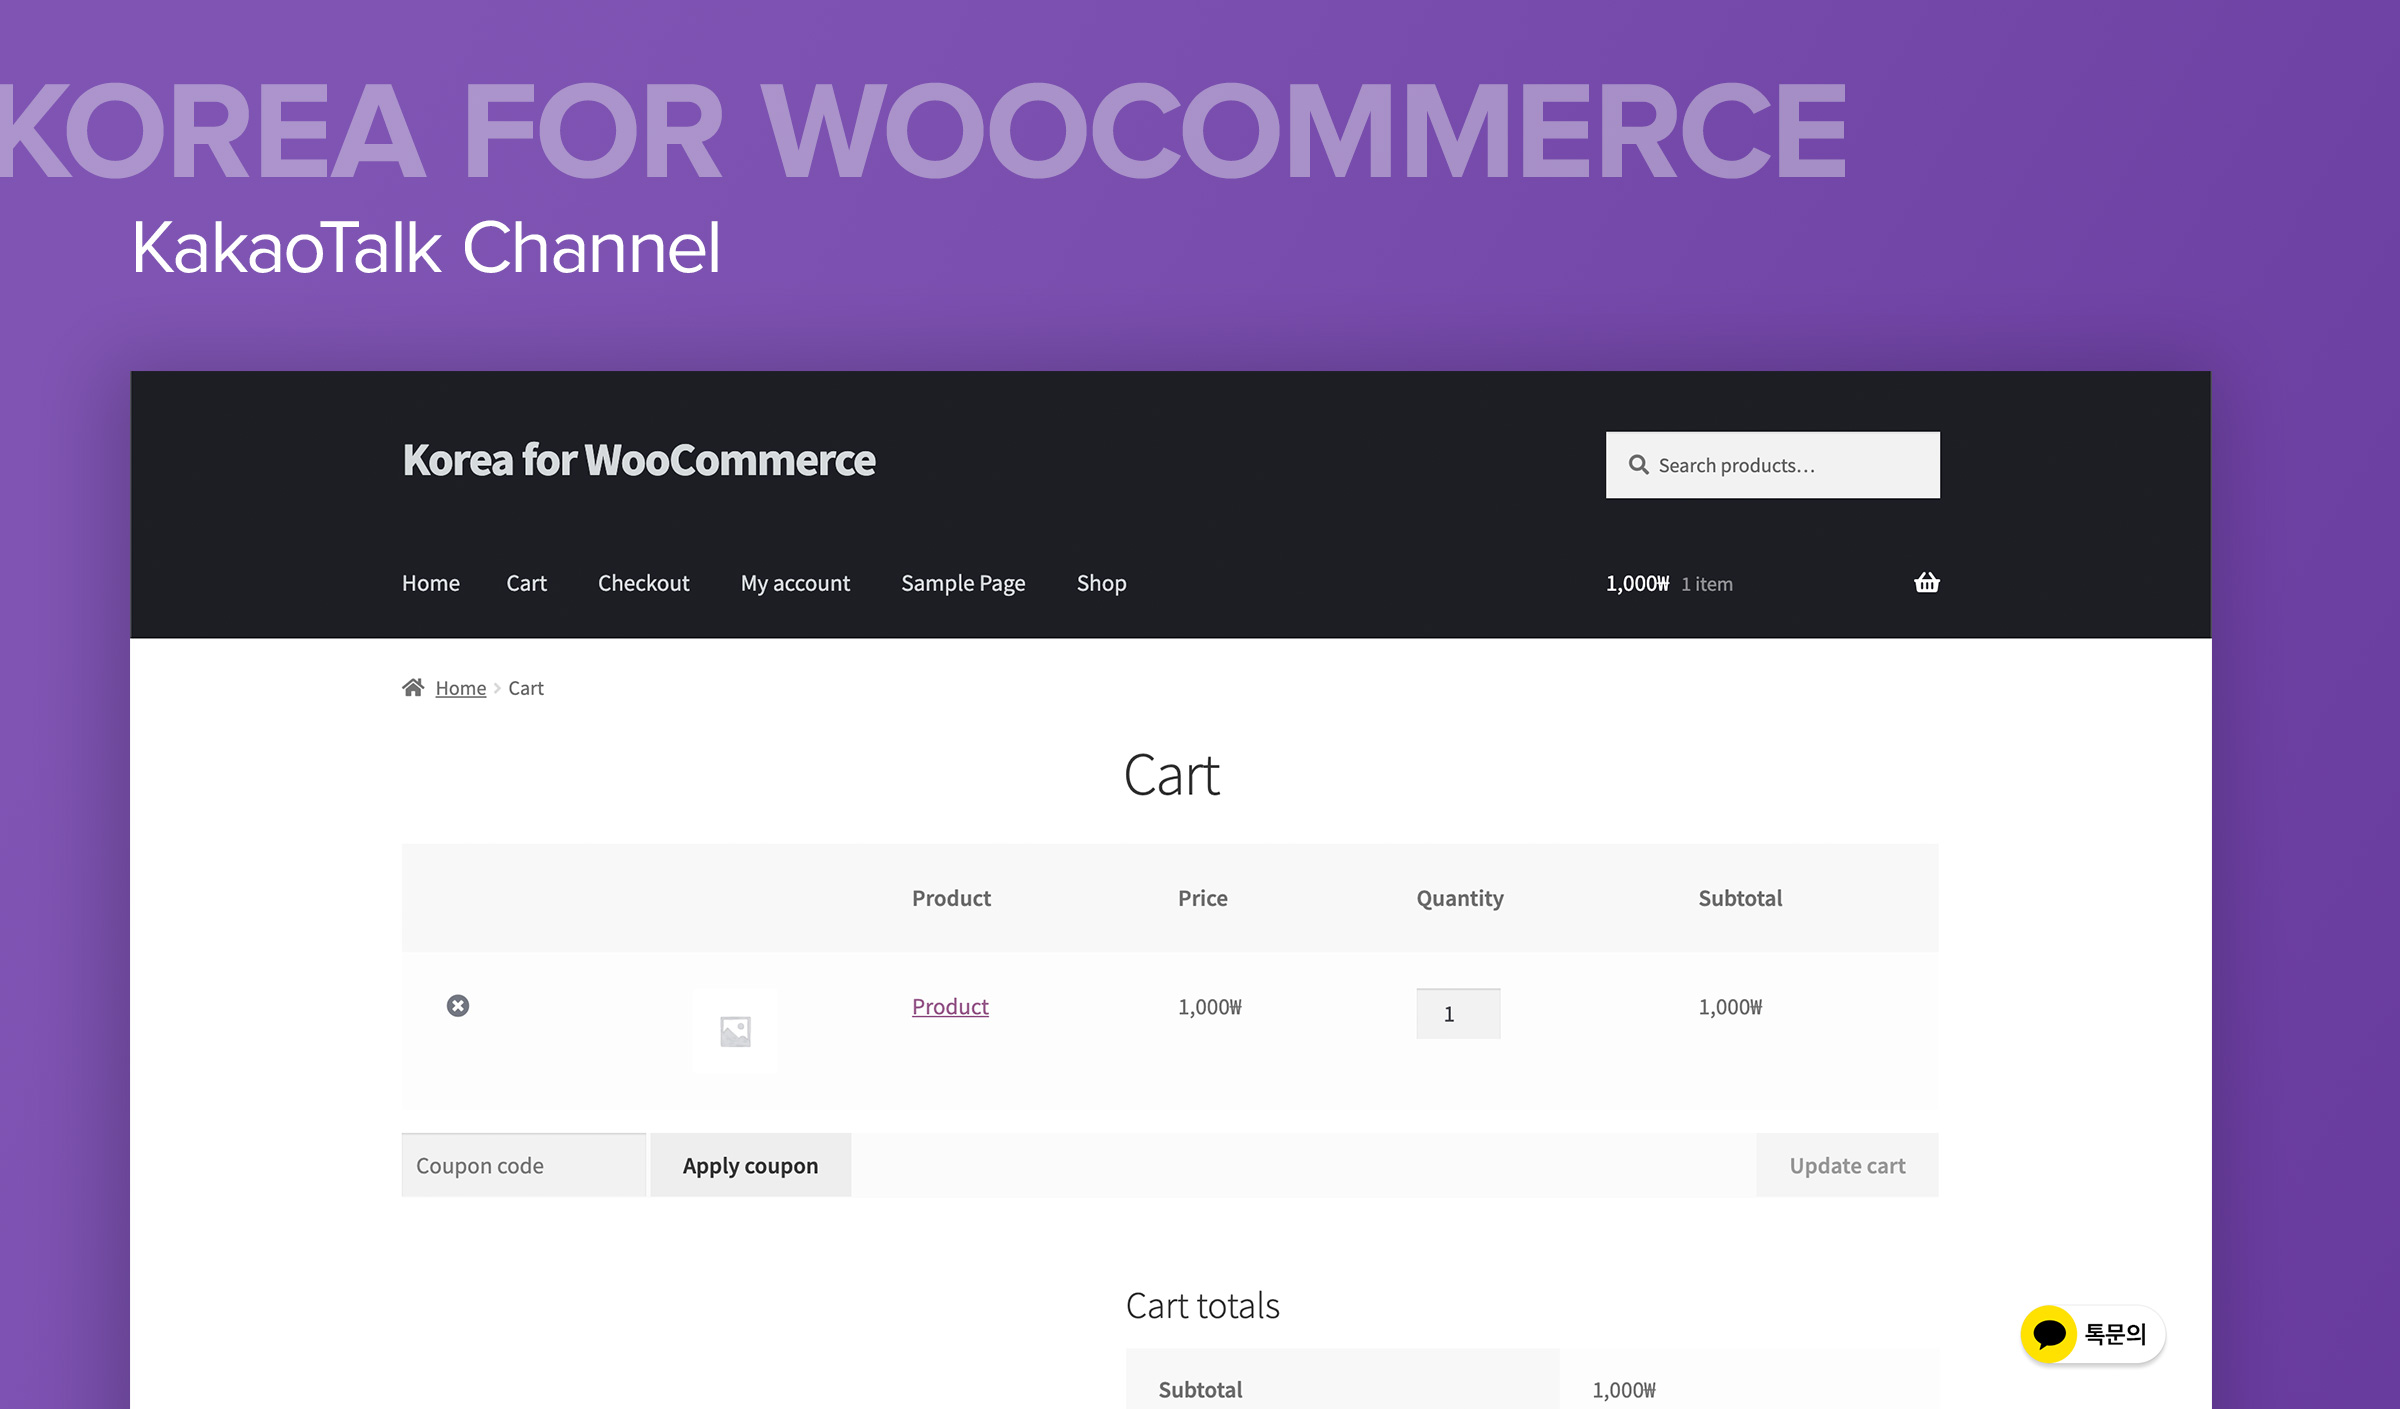 KOREA FOR WOOCOMMERCE
KakaoTalk Channel
Korea for WooCommerce
Search products...
Home Cart Checkout My account Sample Page Shop
1,000₩ 1 item
Home Cart
Cart
Product Price Quantity Subtotal
Product 1,000₩ 1 1,000₩
Coupon code Apply coupon Update cart
Cart totals
톡문의
Subtotal 1,000₩